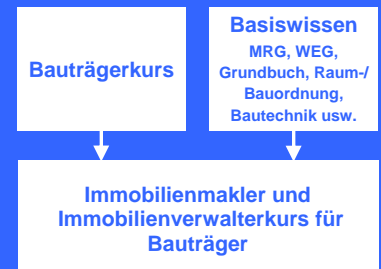 Bauträgerkurs
Basiswissen
MRG, WEG,
Grundbuch, Raum-/
Bauordnung,
Bautechnik usw.
Immobilienmakler und
Immobilienverwalterkurs für
Bauträger